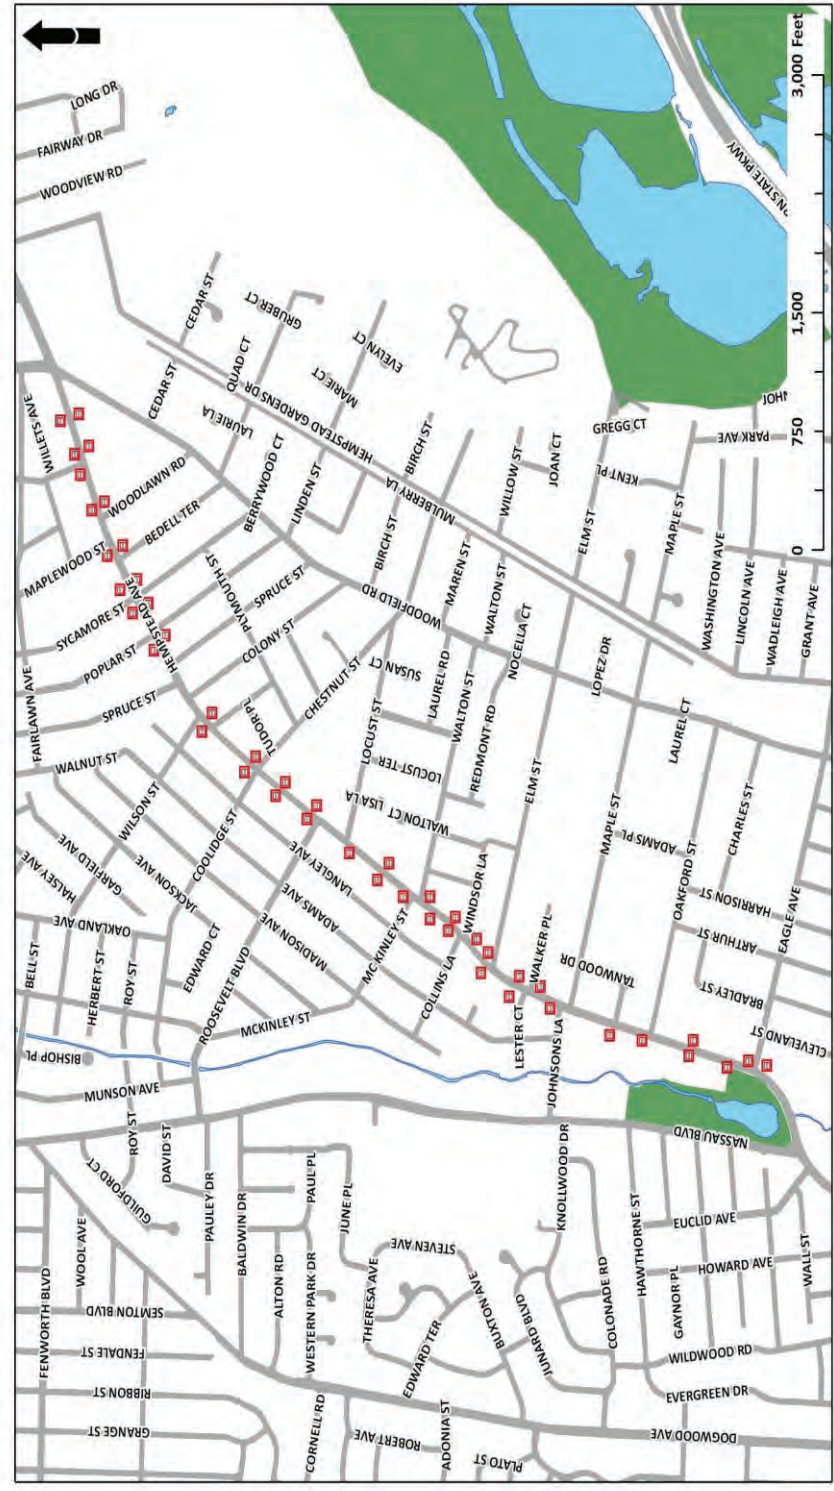 LONG DR
FAIRWAY DR
WOODVIEW RD
N STATE PKWY
3,000 Feet
CEDAR ST
GRUBER CT
1,500
QUAD CT
EVELYN CT
MARIE CT
CEDAR ST
LAURIE LA
HEMPSTEAD GARDENS DR
WILLETS AVE
BIRCH ST
GREGG CT
JOHN
PARK AVE
750
WOODLAWN RD
BERRYWOOD CT
LINDEN ST
WILLOW ST
JOAN CT
KENT PL
BEDELL TER
MULBERRY LA
BIRCH ST
ELM ST
MAPLE ST
0
MAPLEWOOD ST
HEMPSTEAD AVE
PLYMOUTH ST
SPRUCE ST
WOODFIELD RD
MAREN ST
WALTON ST
WASHINGTON AVE
LINCOLN AVE
WADLEIGH AVE
GRANT AVE
SYCAMORE ST
POPLAR ST
COLONY ST
NOCELLA CT
LOPEZ DR
FAIRLAWN AVE
SPRUCE ST
CHESTNUT ST
SUSAN CT
LAUREL RD
WALTON ST
LAUREL CT
TUDOR PL
LOCUST ST
REDMONT RD
WALNUT ST
LOCUSTTER
ELM ST
WILSON ST
LISA LA
WALTON CT
MAPLE ST
CHARLES ST
COOLIDGE ST
ADAMS PL
HALSEY AVE
GARFIELD AVE
JACKSON AVE
LANGLEY AVE
WINDSOR LA
OAKFORD ST
HARRISON ST
ADAMS AVE
OAKLAND AVE
MADISON AVE
MCKINLEY ST
EAGLE AVE
ARTHUR ST
BELL ST
HERBERT ST
ROY ST
EDWARD CT
COLLINS LA
WALKER PL
TANWOOD DR
BRADLEY ST
ROOSEVELT BLVD
MCKINLEY ST
CLEVELAND ST
BISHOP PL
LESTER CT
JOHNSONS LA
MUNSON AVE
ROY ST
DAVID ST
NASSAU BLVD
GUILDFORD CT
PAULEY DR
PAUL PL
KNOLLWOOD DR
JUNE PL
BALDWIN DR
HAWTHORNE ST
EUCLID AVE
WOOL AVE
STEVEN AVE
ALTON RD
WESTERN PARK DR
THERESA AVE
COLONADE RD
GAYNOR PL
HOWARD AVE
WALL ST
FENWORTH BLVD
SEMTON BLVD
BUXTON AVE
JUNARD BLVD
FENDALE ST
EDWARD TER
WILDWOOD RD
RIBBON ST
EVERGREEN DR
GRANGE ST
CORNELL RD
ROBERT AVE
ADONIA ST
PLATO ST
DOGWOOD AVE